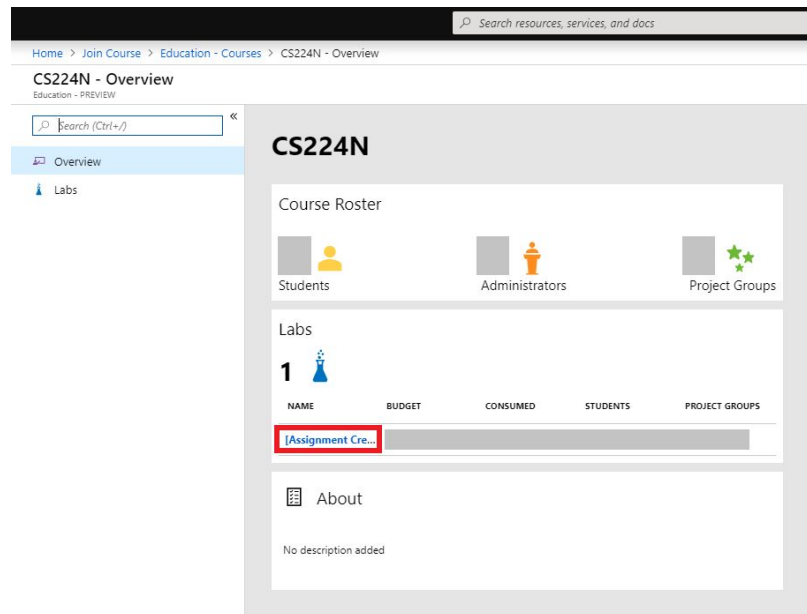 Search resources, services, and docs
Home > Join Course > Education - Courses > CS224N - Overview
CS224N - Overview
Education - PREVIEW
Search (Ctrl+/)
«
Overview
Labs
CS224N
Course Roster
Students
Administrators
Project Groups
Labs
1
NAME BUDGET CONSUMED STUDENTS PROJECT GROUPS
[Assignment Cre...
About
No description added